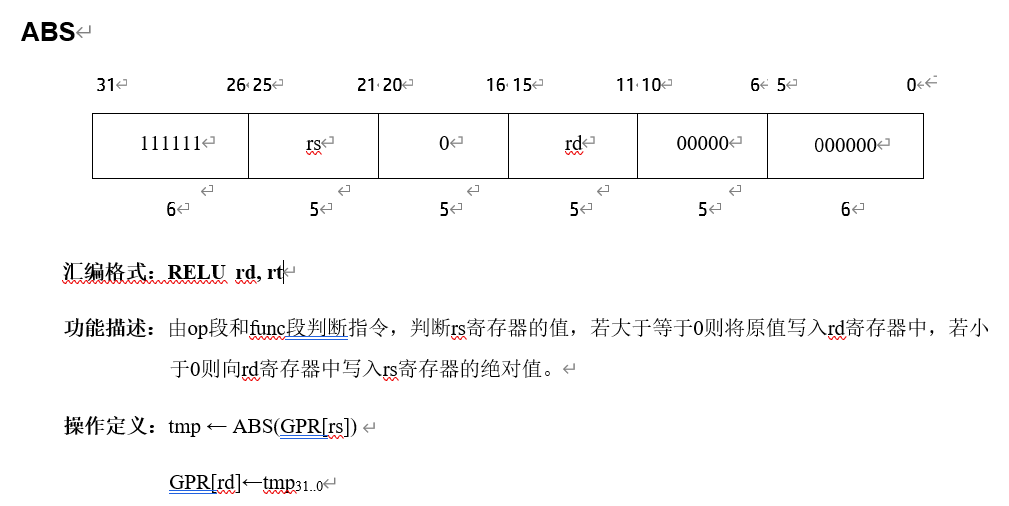 ABS
31 26 25 21 20 16 15 11 10 6 5 0
111111 rs 0 rd 00000 000000
6 5 5 5 5 6
汇编格式：RELU rd, rt
功能描述：由op段和func段判断指令，判断rs寄存器的值，若大于等于0则将原值写入rd寄存器中，若小
于0则向rd寄存器中写入rs寄存器的绝对值。
操作定义：tmp ← ABS(GPR[rs])
GPR[rd]←tmp31..0